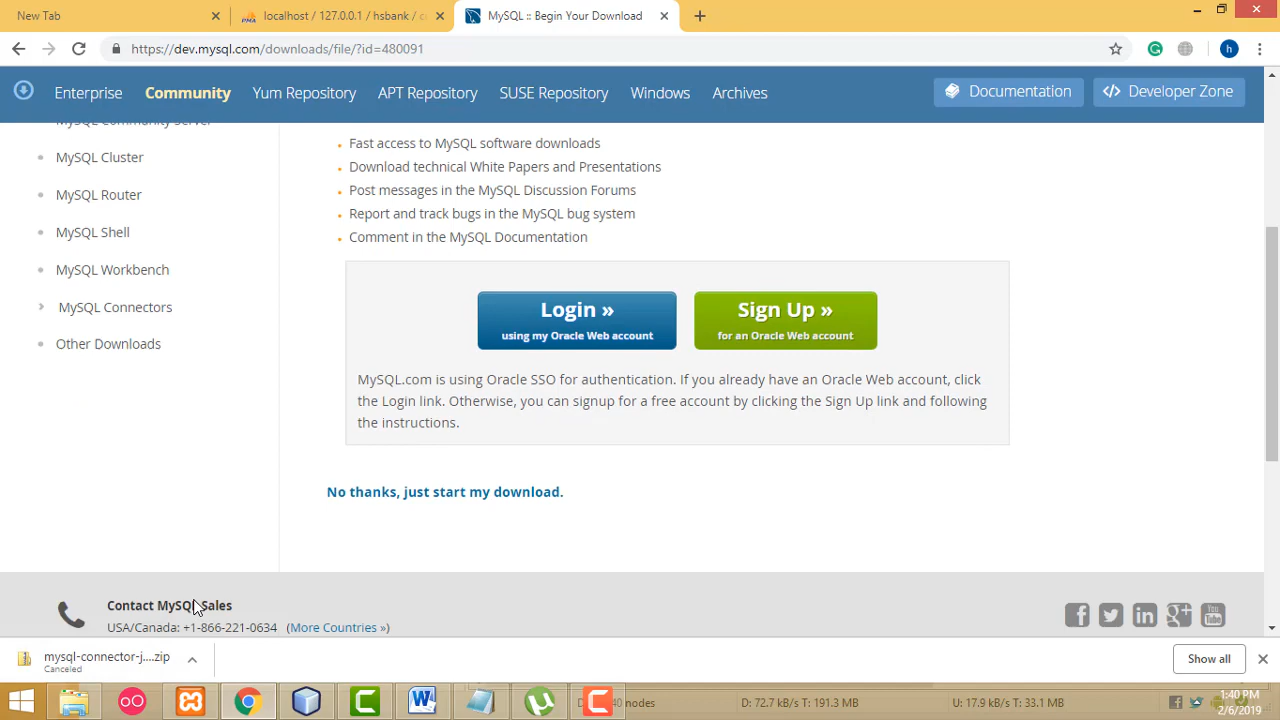 New Tab
localhost / 127.0.0.1 / hsbank / c
MySQL :: Begin Your Download
https://dev.mysql.com/downloads/file/?id=480091
h
Enterprise
Community
Yum Repository
APT Repository
SUSE Repository
Windows
Archives
Documentation
Developer Zone
MySQL Community Server
MySQL Cluster
MySQL Router
MySQL Shell
MySQL Workbench
MySQL Connectors
Other Downloads
Fast access to MySQL software downloads
Download technical White Papers and Presentations
Post messages in the MySQL Discussion Forums
Report and track bugs in the MySQL bug system
Comment in the MySQL Documentation
Login »
using my Oracle Web account
Sign Up »
for an Oracle Web account
MySQL.com is using Oracle SSO for authentication. If you already have an Oracle Web account, click
the Login link. Otherwise, you can signup for a free account by clicking the Sign Up link and following
the instructions.
No thanks, just start my download.
Contact MySQL Sales
USA/Canada: +1-866-221-0634 (More Countries »)
mysql-connector-j....zip
Canceled
Show all
nodes
D: 72.7 kB/s T: 191.3 MB
U: 17.9 kB/s T: 33.1 MB
1:40 PM
2/6/2019